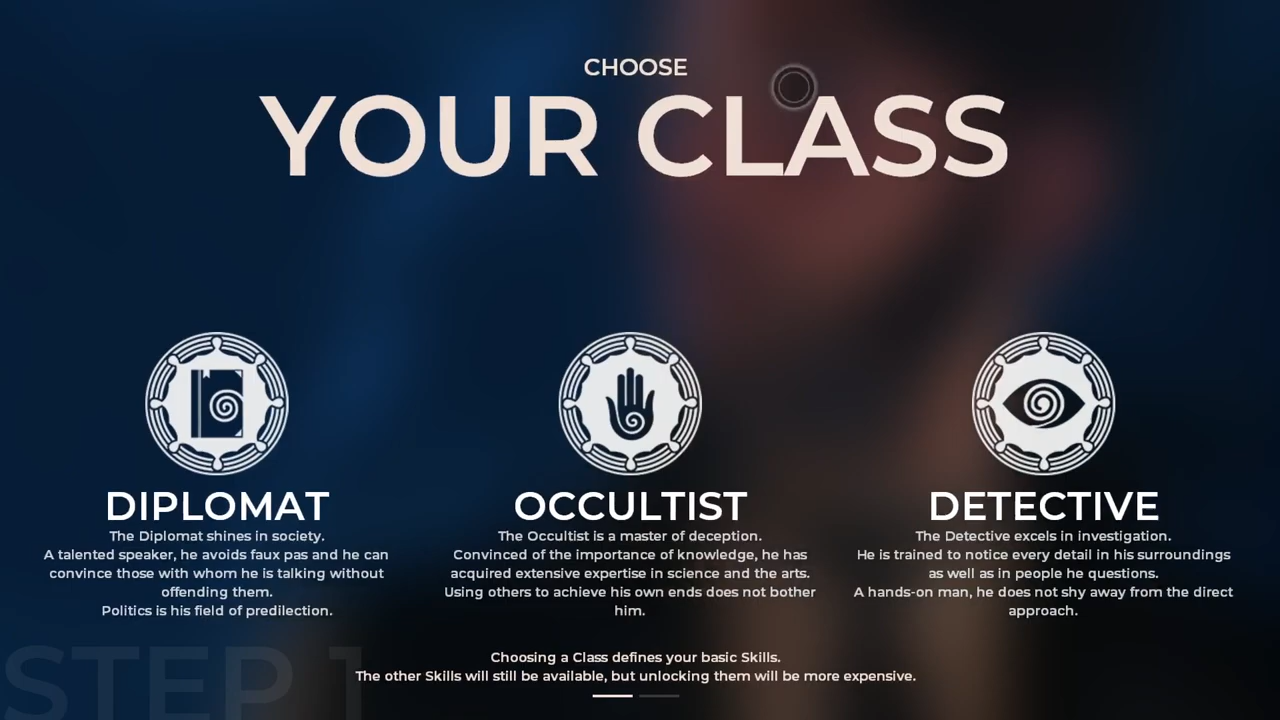 CHOOSE
YOUR CLASS
DIPLOMAT
The Diplomat shines in society.
A talented speaker, he avoids faux pas and he can
convince those with whom he is talking without
offending them.
Politics is his field of predilection.
OCCULTIST
The Occultist is a master of deception.
Convinced of the importance of knowledge, he has
acquired extensive expertise in science and the arts.
Using others to achieve his own ends does not bother
him.
DETECTIVE
The Detective excels in investigation.
He is trained to notice every detail in his surroundings
as well as in people he questions.
A hands-on man, he does not shy away from the direct
approach.
Choosing a Class defines your basic Skills.
The other Skills will still be available, but unlocking them will be more expensive.
STEP 1